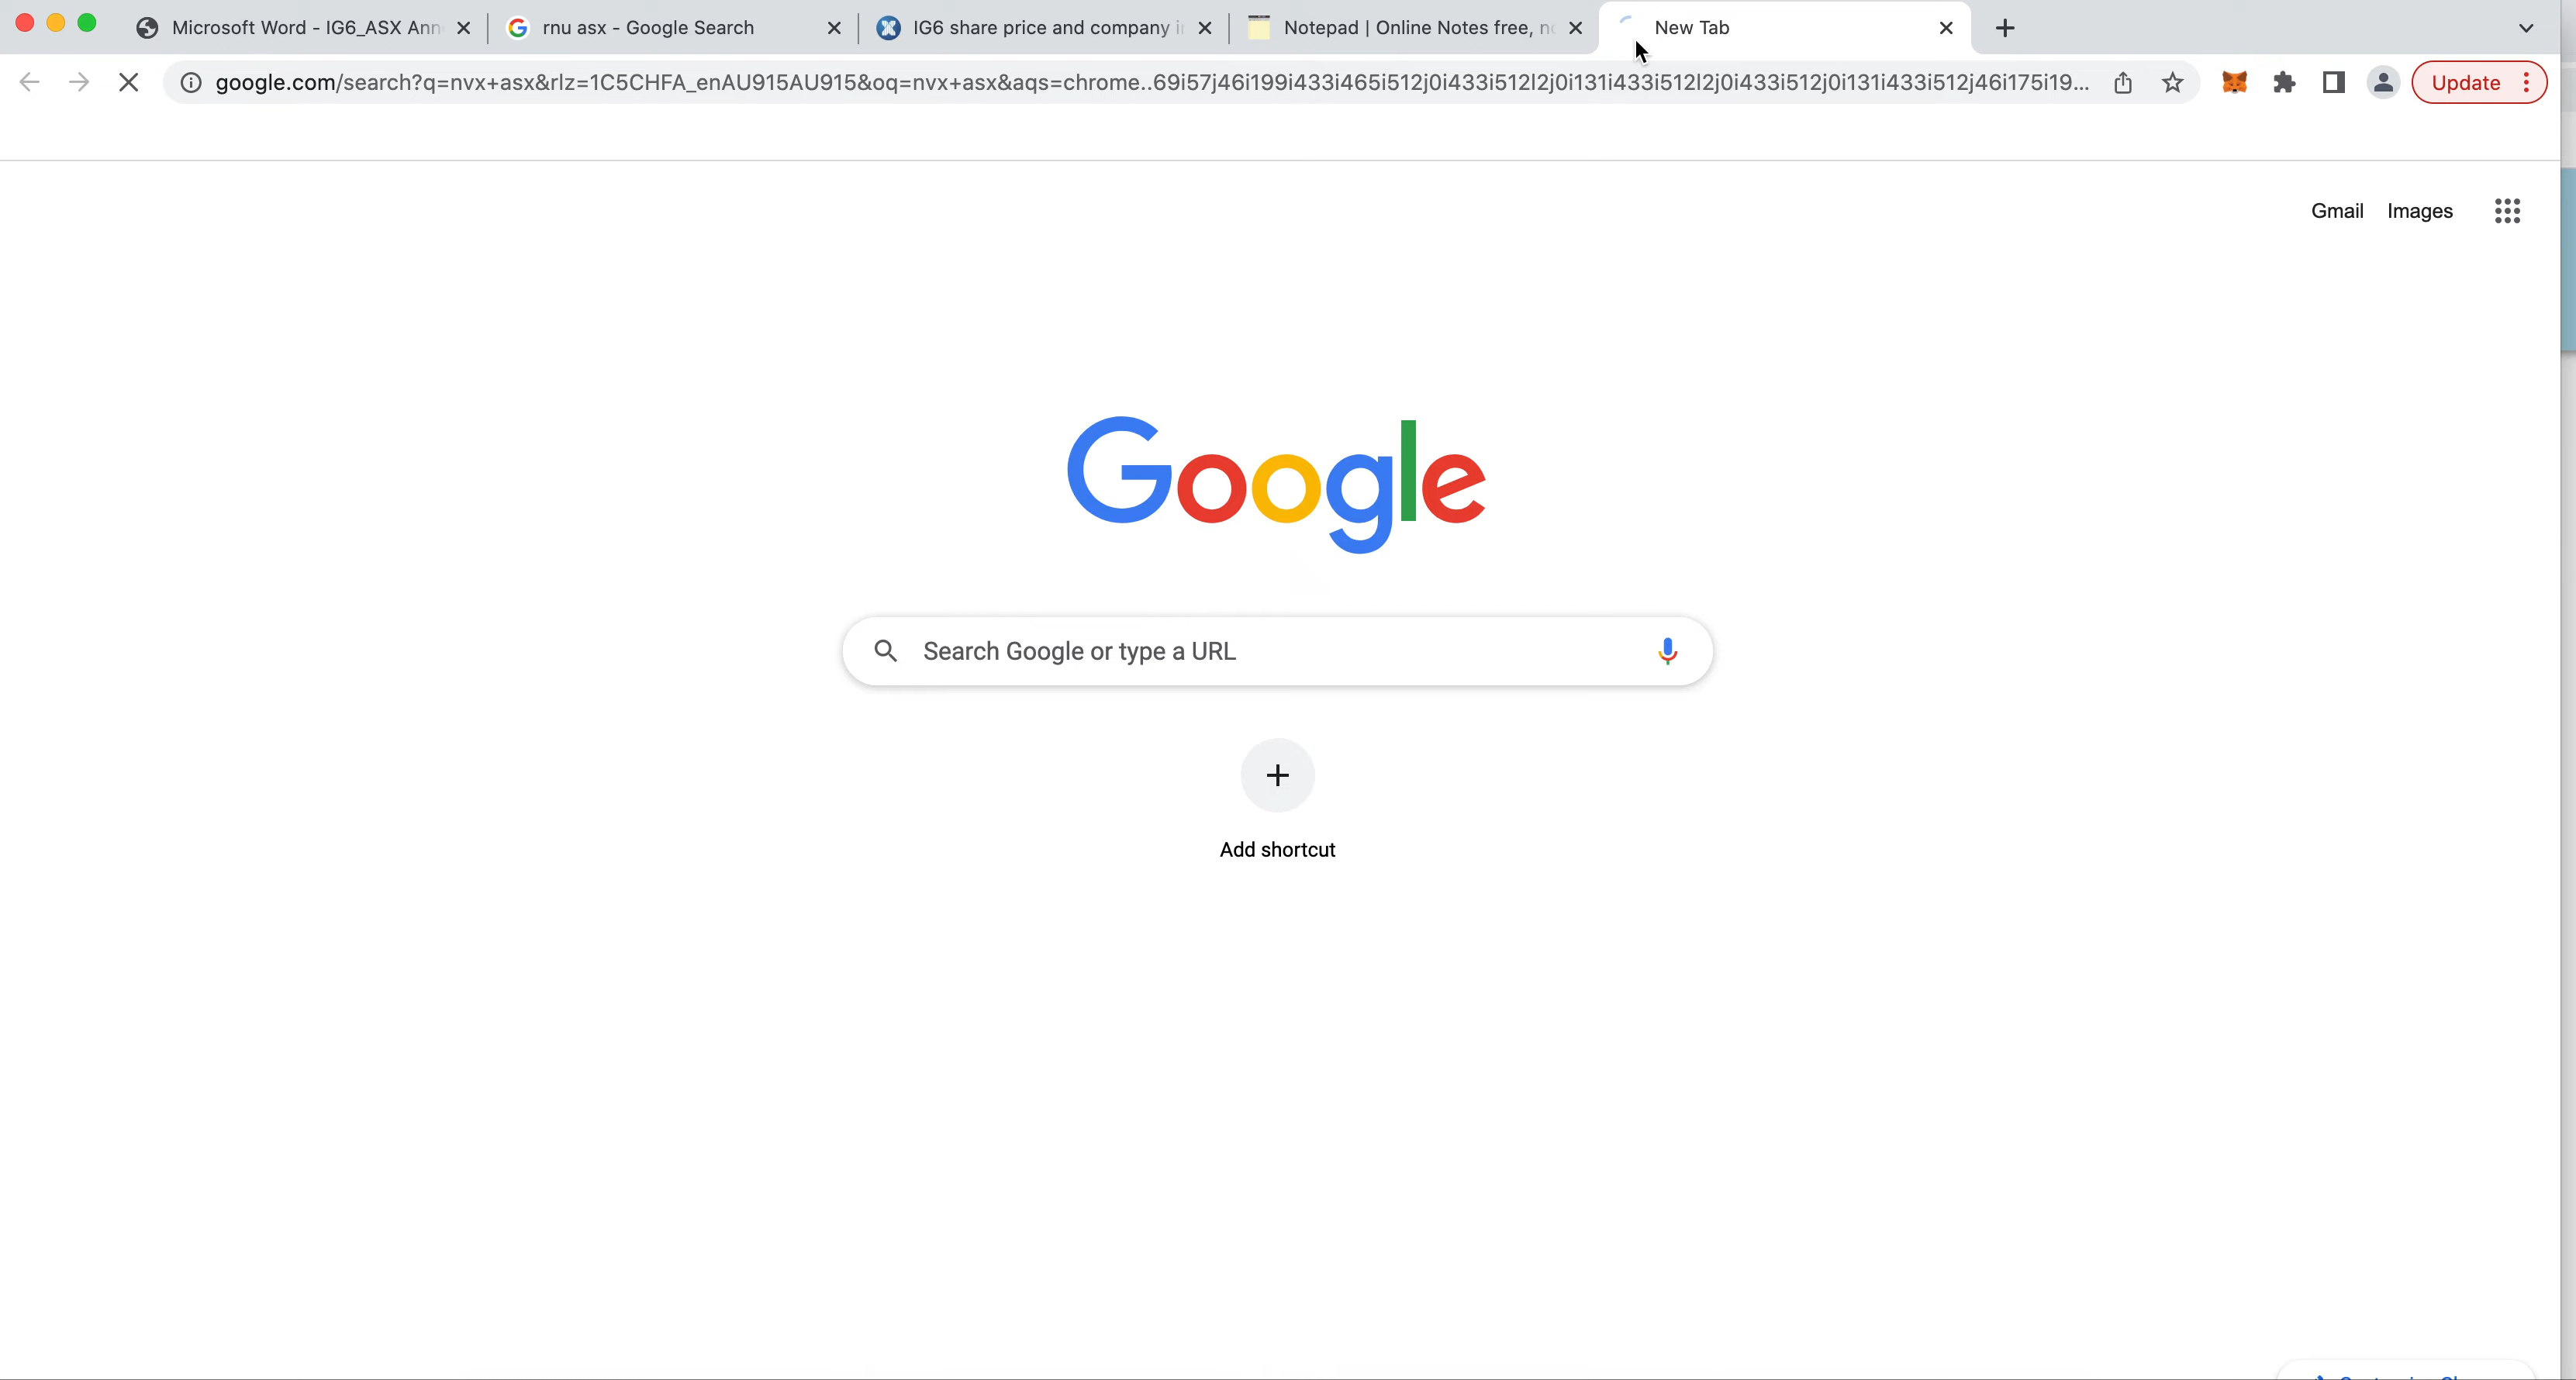 Microsoft Word - IG6_ASX Ann
rnu asx - Google Search
IG6 share price and company i
Notepad | Online Notes free, n
New Tab
google.com/search?q=nvx+asx&rlz=1C5CHFA_enAU915AU915&oq=nvx+asx&aqs=chrome..69i57j46i199i433i465i512j0i433i512l2j0i131i433i512l2j0i433i512j0i131i433i512j46i175i19...
Update
Gmail
Images
Google
Search Google or type a URL
Add shortcut